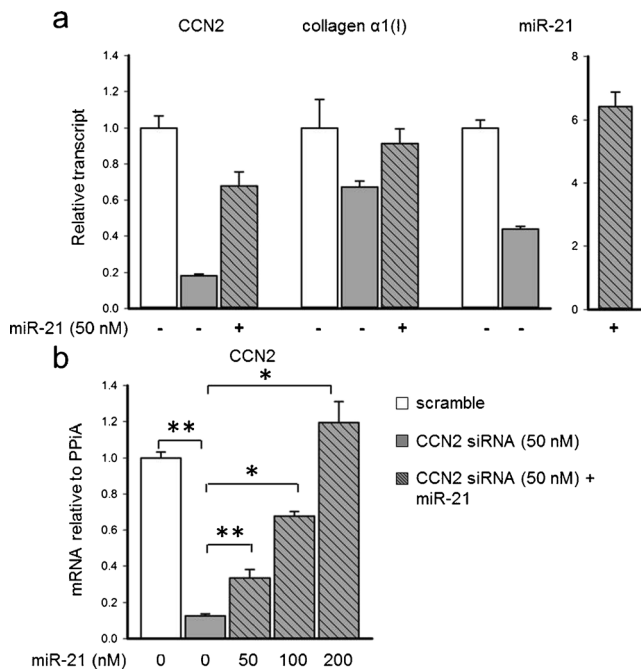 a
CCN2 collagen α1(I) miR-21
Relative transcript
1.4
1.2
1.0
0.8
0.6
0.4
0.2
0.0
8
6
4
2
0
miR-21 (50 nM) - - + - - + - - +
b
CCN2
mRNA relative to PPiA
1.4
1.2
1.0
0.8
0.6
0.4
0.2
0.0
**
*
*
**
miR-21 (nM) 0 0 50 100 200
scramble
CCN2 siRNA (50 nM)
CCN2 siRNA (50 nM) +
miR-21